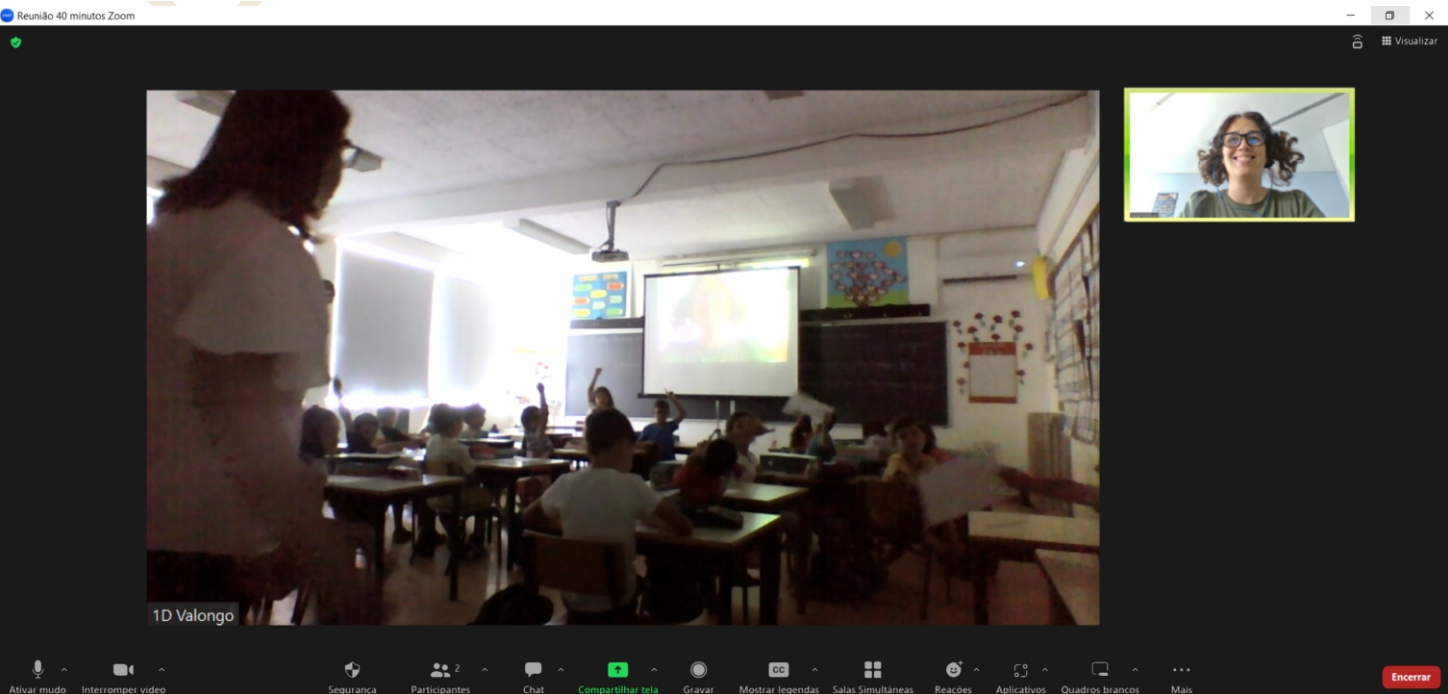 Reunião 40 minutos Zoom
Visualizar
1D Valongo
Ativar mudo
Interromper vídeo
Segurança
Participantes
2
Chat
Compartilhar tela
Gravar
CC
Mostrar legendas
Salas Simultâneas
Reações
Aplicativos
Quadros brancos
Mais
Encerrar